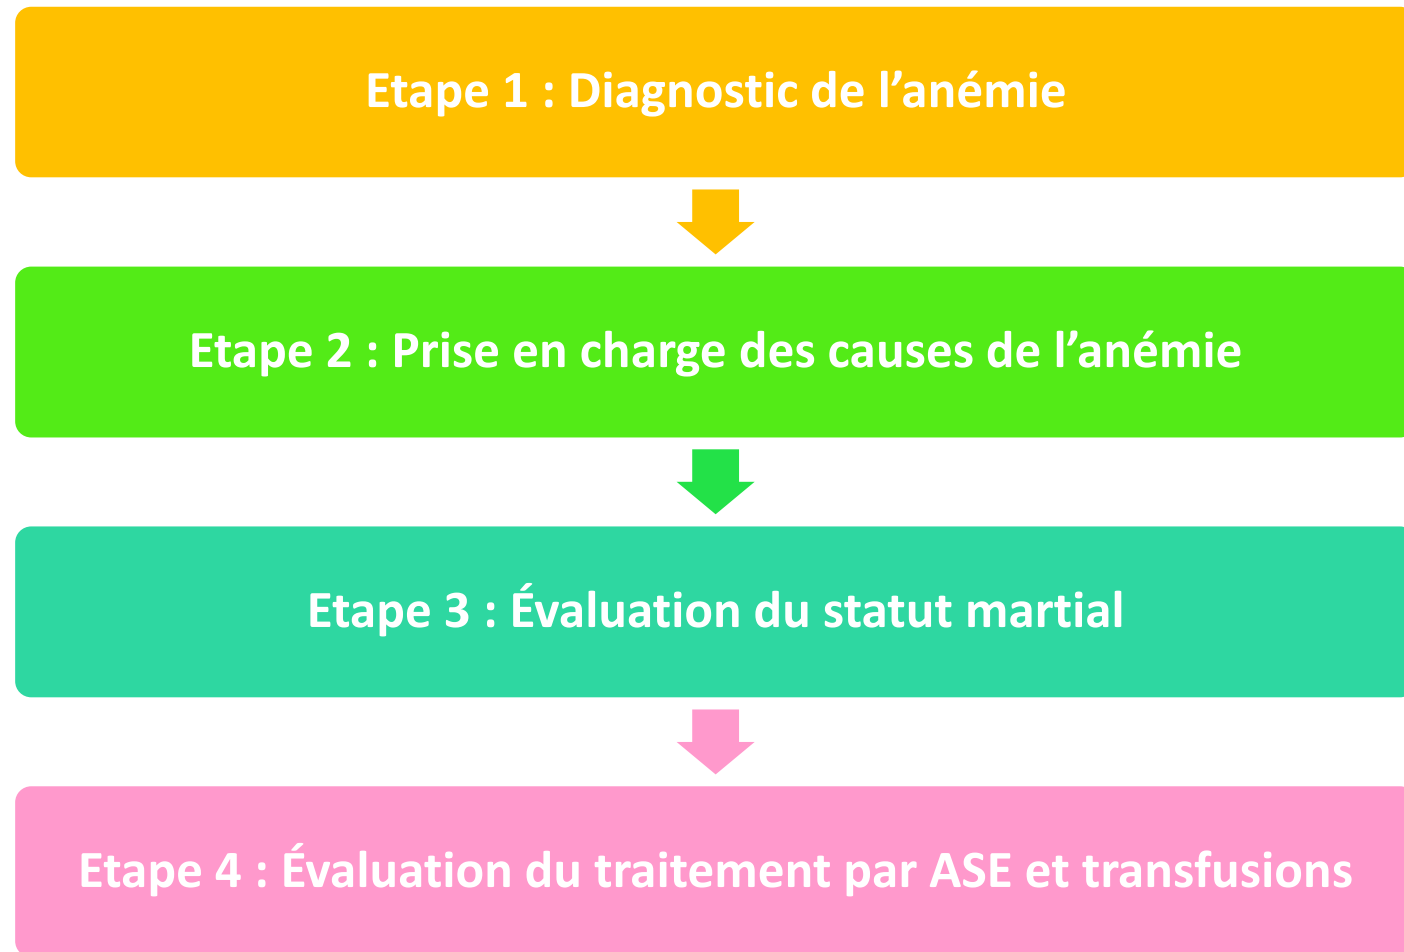 Etape 1 : Diagnostic de l’anémie
Etape 2 : Prise en charge des causes de l’anémie
Etape 3 : Évaluation du statut martial
Etape 4 : Évaluation du traitement par ASE et transfusions